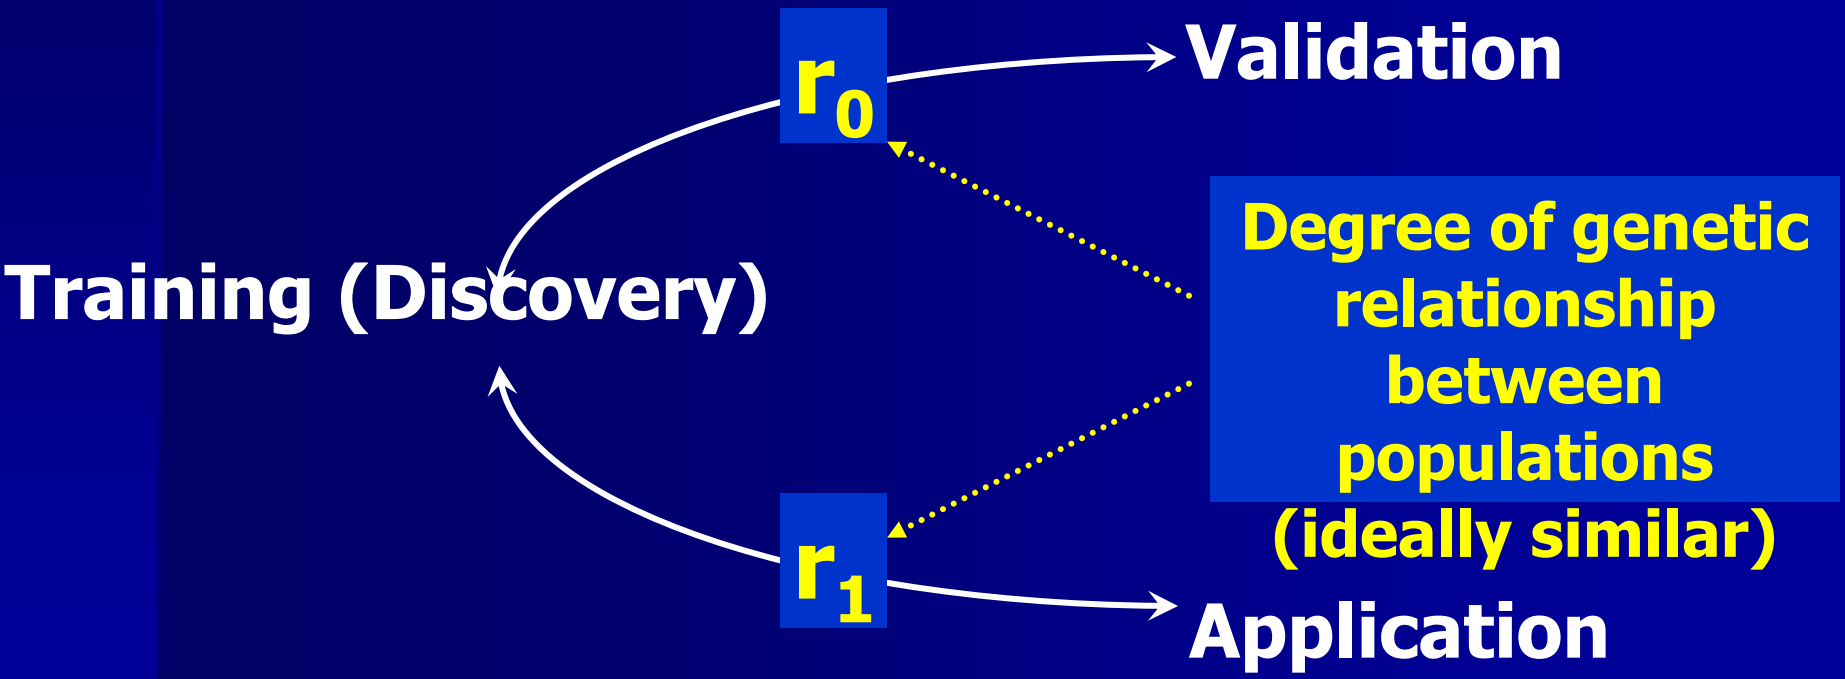 r₀
Validation
Training (Discovery)
Degree of genetic
relationship
between
populations
(ideally similar)
r₁
Application